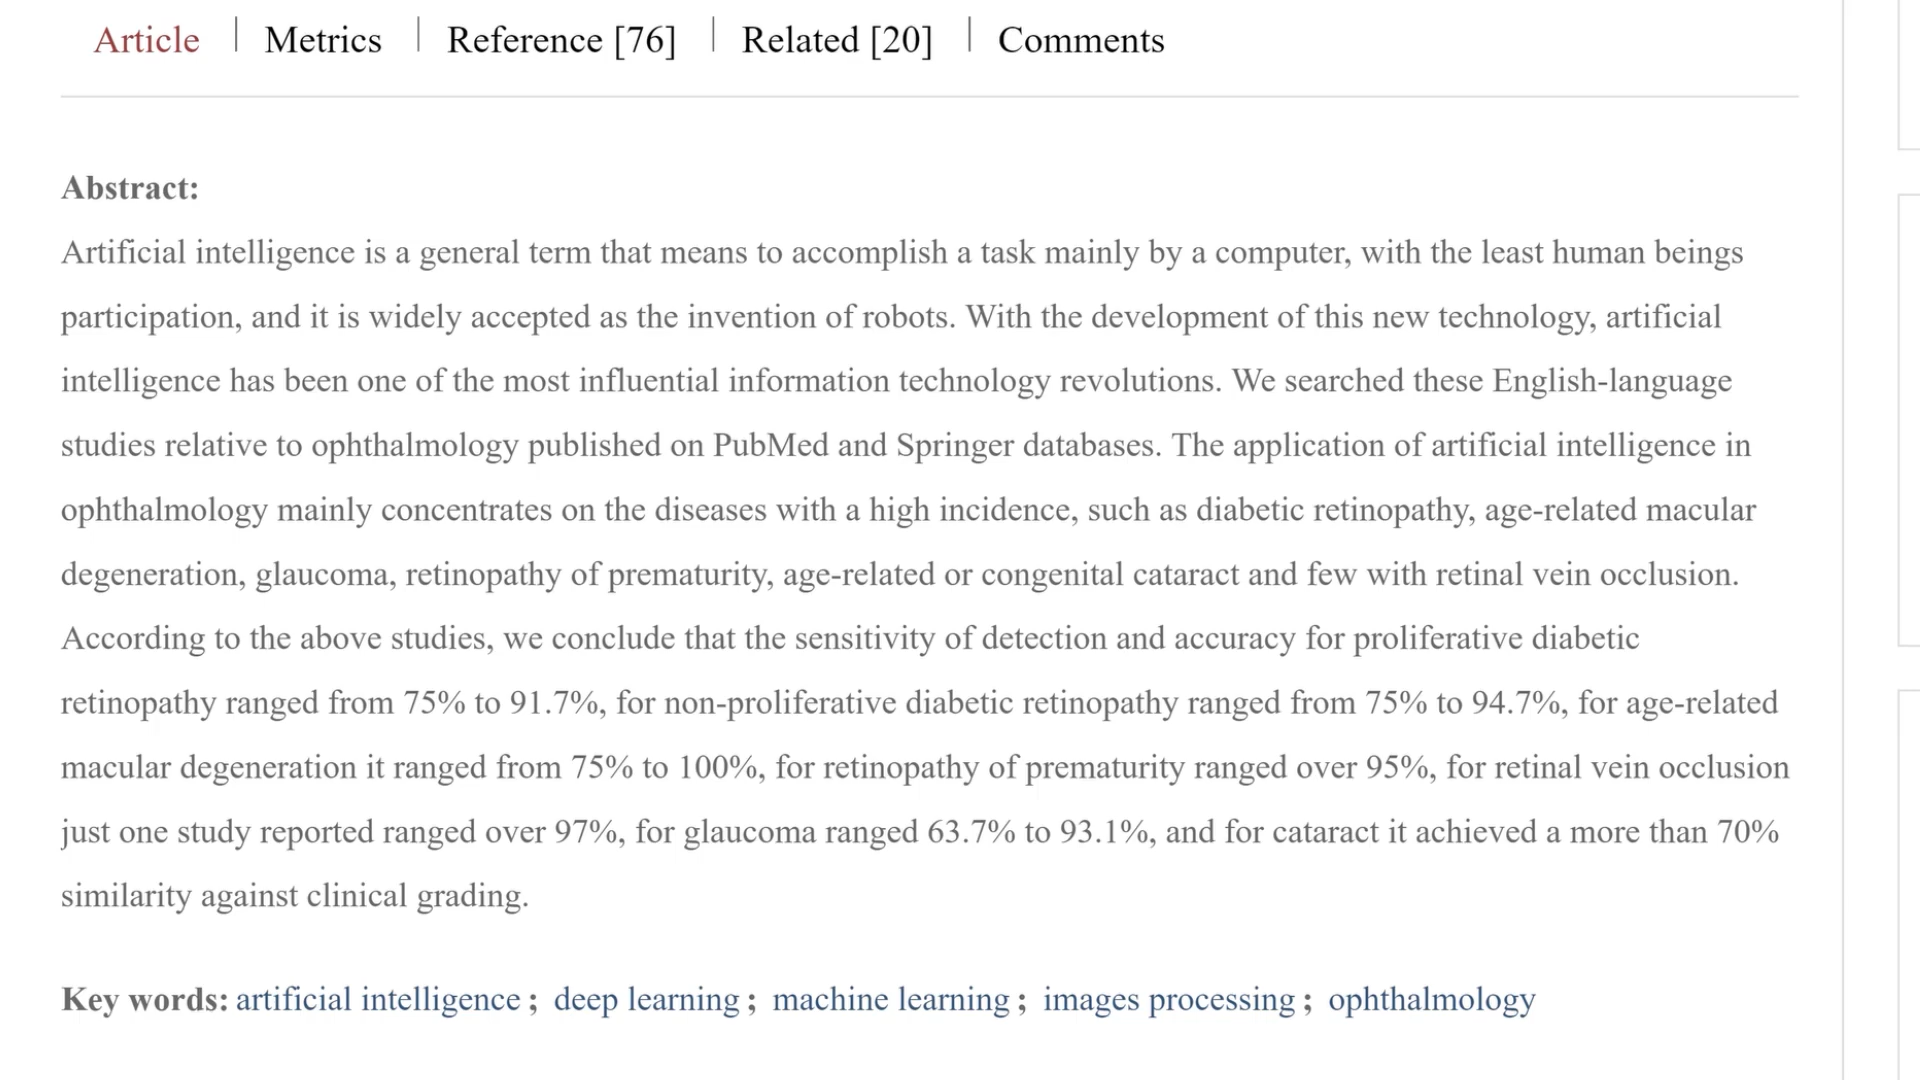 Article | Metrics | Reference [76] | Related [20] | Comments
Abstract:
Artificial intelligence is a general term that means to accomplish a task mainly by a computer, with the least human beings
participation, and it is widely accepted as the invention of robots. With the development of this new technology, artificial
intelligence has been one of the most influential information technology revolutions. We searched these English-language
studies relative to ophthalmology published on PubMed and Springer databases. The application of artificial intelligence in
ophthalmology mainly concentrates on the diseases with a high incidence, such as diabetic retinopathy, age-related macular
degeneration, glaucoma, retinopathy of prematurity, age-related or congenital cataract and few with retinal vein occlusion.
According to the above studies, we conclude that the sensitivity of detection and accuracy for proliferative diabetic
retinopathy ranged from 75% to 91.7%, for non-proliferative diabetic retinopathy ranged from 75% to 94.7%, for age-related
macular degeneration it ranged from 75% to 100%, for retinopathy of prematurity ranged over 95%, for retinal vein occlusion
just one study reported ranged over 97%, for glaucoma ranged 63.7% to 93.1%, and for cataract it achieved a more than 70%
similarity against clinical grading.
Key words: artificial intelligence ; deep learning ; machine learning ; images processing ; ophthalmology